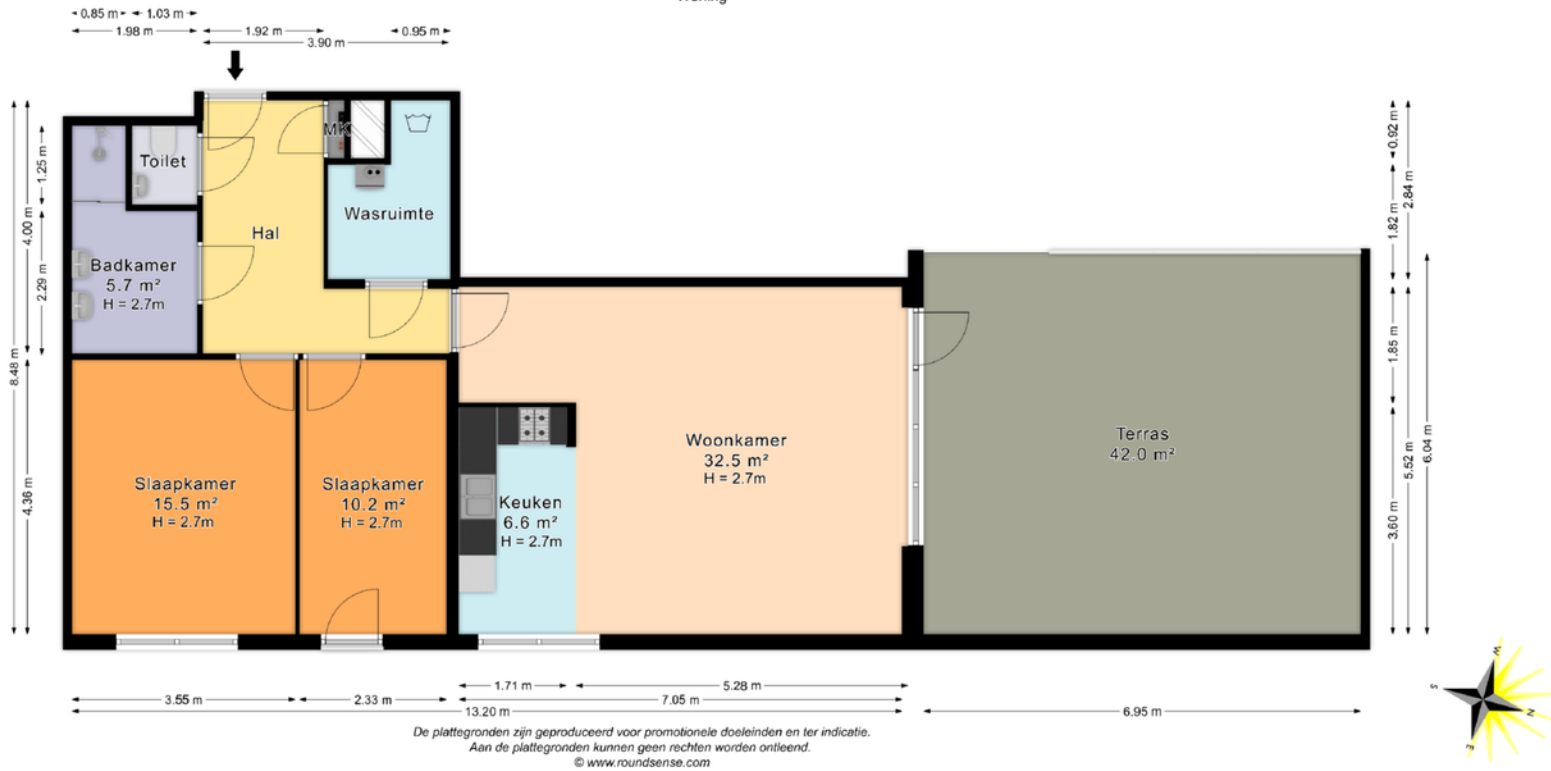 Woning
0.85 m
1.03 m
1.98 m
1.92 m
0.95 m
3.90 m
MK
Toilet
Wasruimte
Hal
Badkamer
5.7 m²
H = 2.7m
Slaapkamer
15.5 m²
H = 2.7m
Slaapkamer
10.2 m²
H = 2.7m
Keuken
6.6 m²
H = 2.7m
Woonkamer
32.5 m²
H = 2.7m
Terras
42.0 m²
8.48 m
4.00 m
4.36 m
1.25 m
2.29 m
0.92 m
1.82 m
2.84 m
1.85 m
3.60 m
5.52 m
6.04 m
3.55 m
2.33 m
1.71 m
5.28 m
7.05 m
13.20 m
6.95 m
W
S
N
E
De plattegronden zijn geproduceerd voor promotionele doeleinden en ter indicatie.
Aan de plattegronden kunnen geen rechten worden ontleend.
© www.roundsense.com